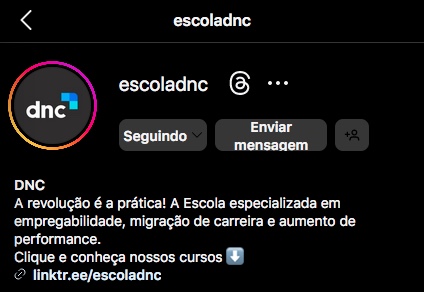 escoladnc
dnc
escoladnc
Seguindo
Enviar
mensagem
DNC
A revolução é a prática! A Escola especializada em
empregabilidade, migração de carreira e aumento de
performance.
Clique e conheça nossos cursos ⬇️
linktr.ee/escoladnc